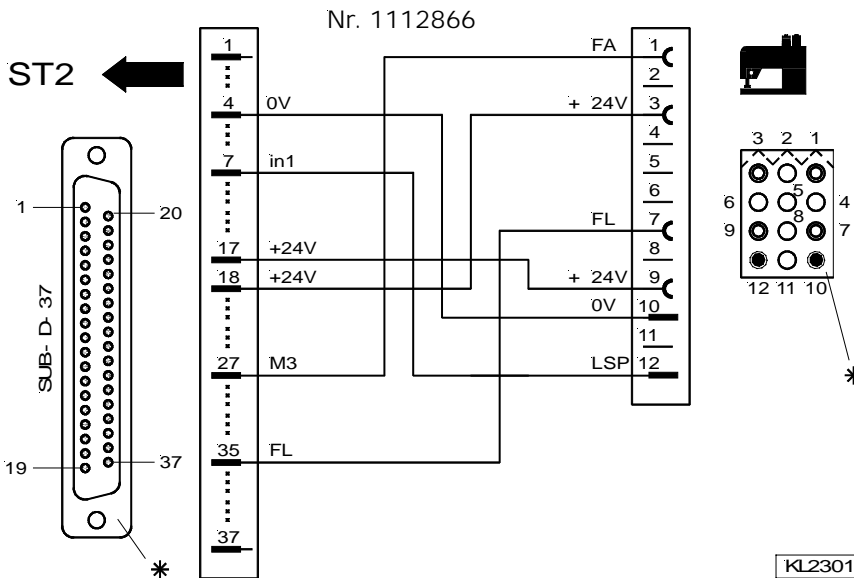 Nr. 1112866
ST2
SUB- D- 37
1
20
19
37
1
4 0V
7 in1
17 +24V
18 +24V
27 M3
35 FL
37
FA 1
2
+ 24V 3
4
5
6
FL 7
8
+ 24V 9
0V 10
11
LSP 12
3 2 1
6 5 4
9 8 7
12 11 10
KL2301